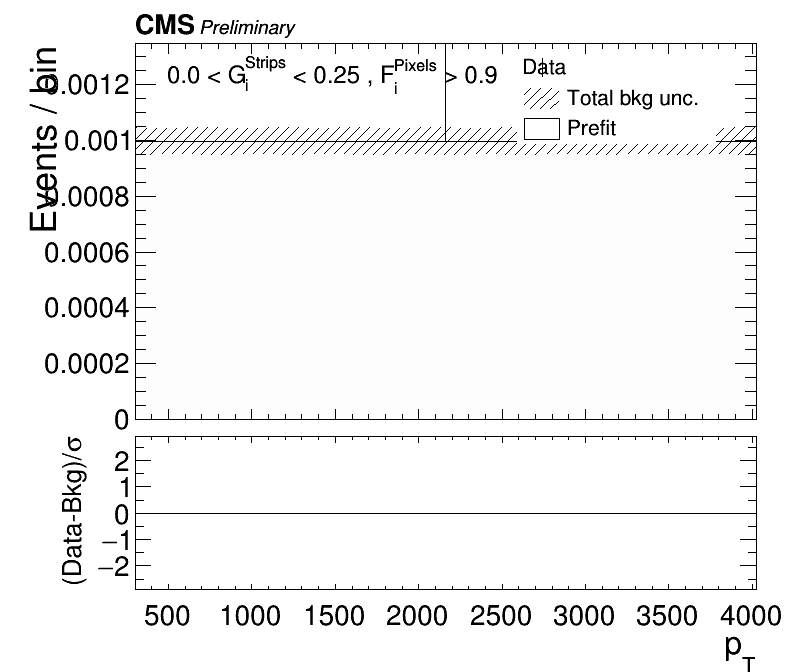 CMS Preliminary
0.0 < G_i^Strips < 0.25 , F_i^Pixels > 0.9
Data
Total bkg unc.
Prefit
Events / bin
0.0012
0.001
0.0008
0.0006
0.0004
0.0002
0
(Data-Bkg)/σ
2
1
0
−1
−2
500 1000 1500 2000 2500 3000 3500 4000
p_T